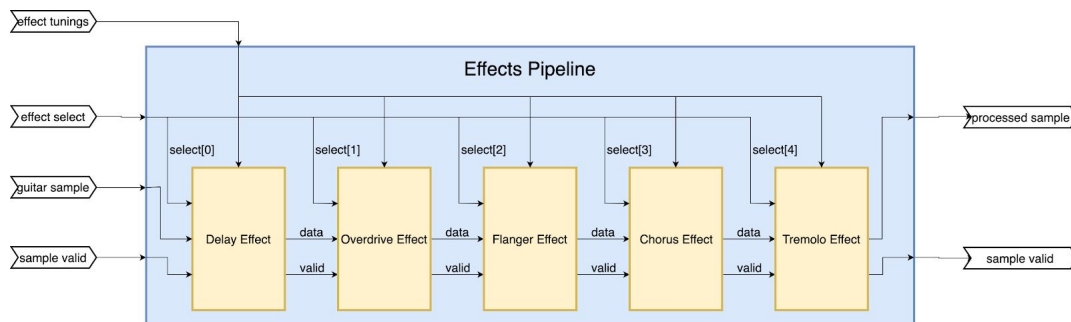 effect tunings
Effects Pipeline
effect select
processed sample
select[0]
select[1]
select[2]
select[3]
select[4]
guitar sample
Delay Effect
data
Overdrive Effect
data
Flanger Effect
data
Chorus Effect
data
Tremolo Effect
sample valid
valid
valid
valid
valid
sample valid